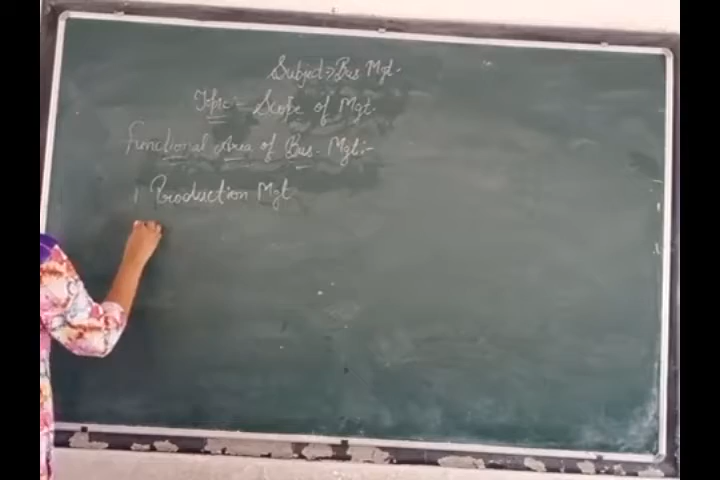 Subject → Bus. Mgt.
Topic:- Scope of Mgt.
Functional Area of Bus. Mgt:-
1 Production Mgt